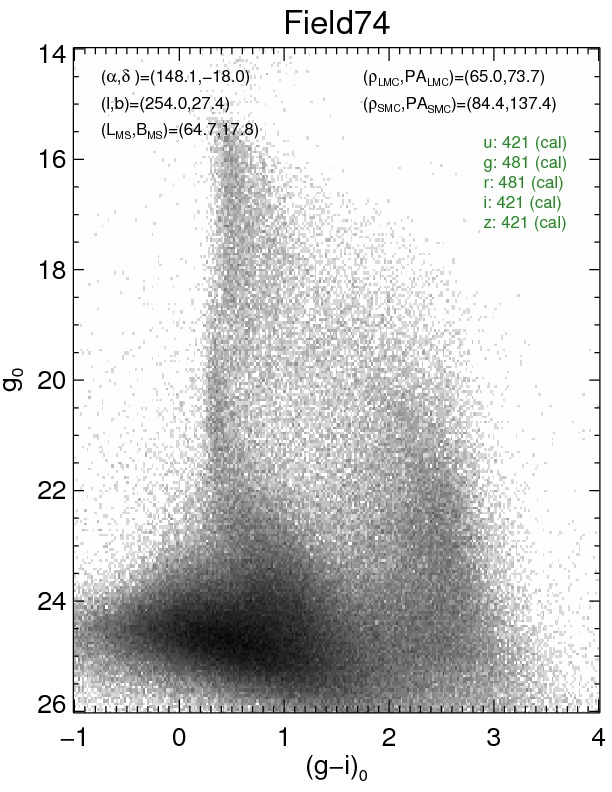 Field74
(α,δ)=(148.1,−18.0)
(ρLMC,PALMC)=(65.0,73.7)
(l,b)=(254.0,27.4)
(ρSMC,PASMC)=(84.4,137.4)
(LMS,BMS)=(64.7,17.8)
u: 421 (cal)
g: 481 (cal)
r: 481 (cal)
i: 421 (cal)
z: 421 (cal)
14
16
18
20
22
24
26
g0
−1 0 1 2 3 4
(g−i)0